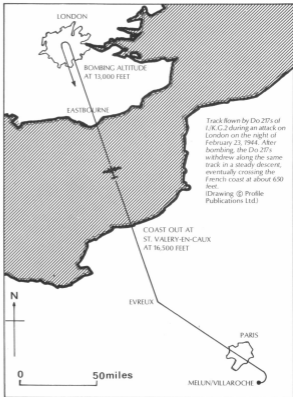 LONDON
BOMBING ALTITUDE
AT 13,000 FEET
EASTBOURNE
Track flown by Do 217s of
I./K.G.2 during an attack on
London on the night of
February 23, 1944. After
bombing, the Do 217s
withdrew along the same
track in a steady descent,
eventually crossing the
French coast at about 650
feet.
(Drawing © Profile
Publications Ltd.)
COAST OUT AT
ST. VALERY-EN-CAUX
AT 16,500 FEET
N
EVREUX
PARIS
0 50 miles
MELUN/VILLAROCHE